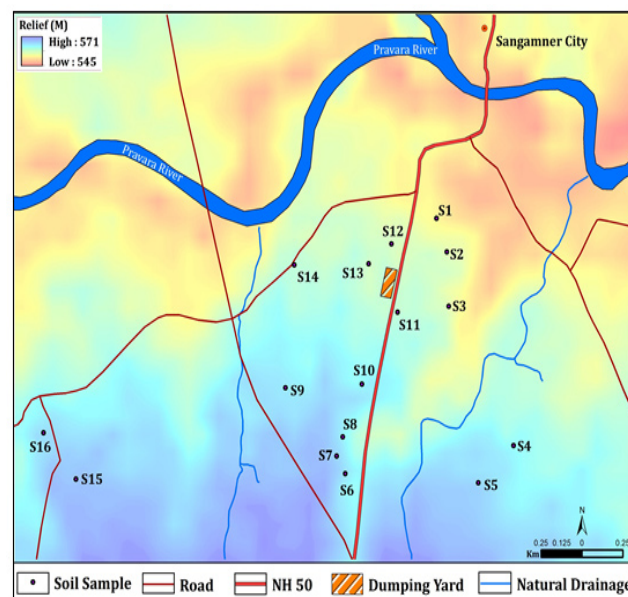 Relief (M)
High : 571
Low : 545
Sangamner City
Pravara River
Pravara River
S1
S12
S2
S13
S14
S3
S11
S10
S9
S8
S16
S7
S4
S6
S15
S5
N
0.25 0.125 0 0.25
Km
Soil Sample Road NH 50 Dumping Yard Natural Drainage